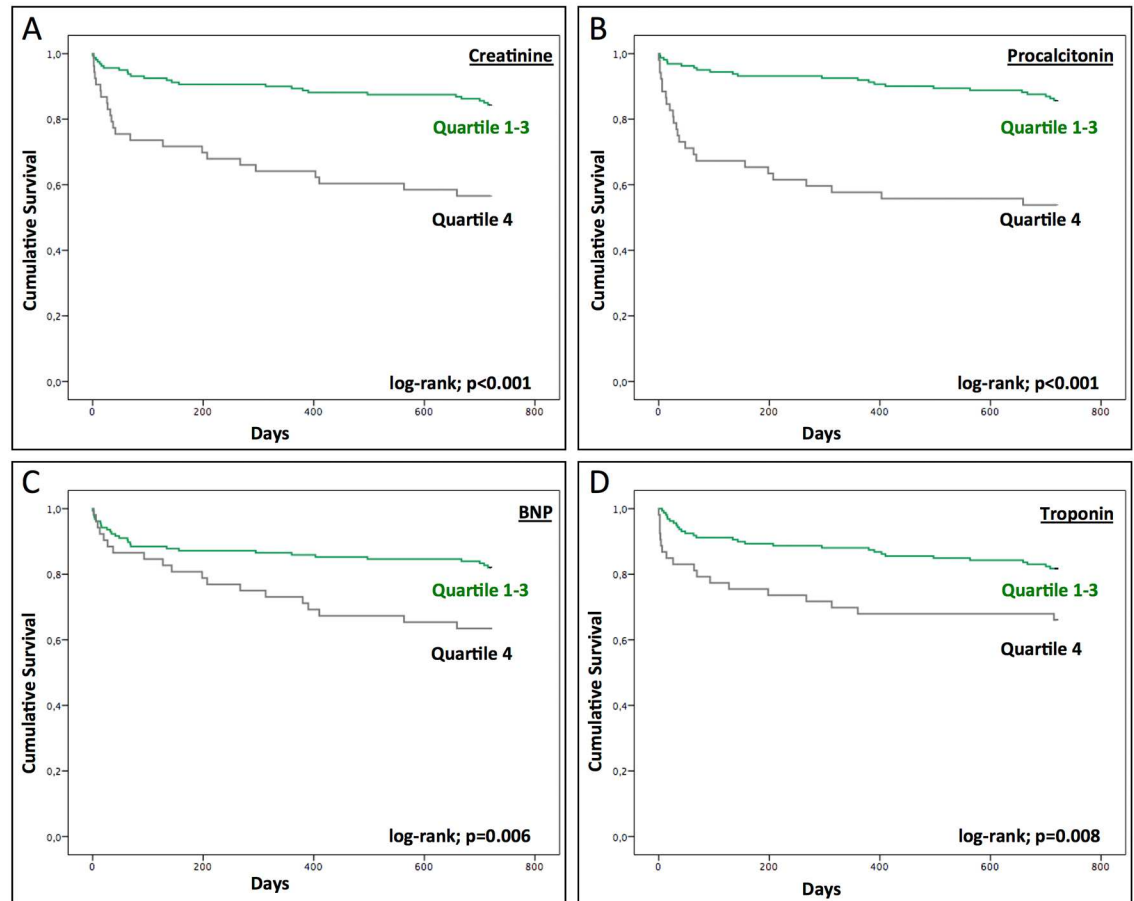 A
Creatinine
1,0
0,8
0,6
0,4
0,2
0,0
Cumulative Survival
Quartile 1-3
Quartile 4
log-rank; p<0.001
0 200 400 600 800
Days
B
Procalcitonin
1,0
0,8
0,6
0,4
0,2
0,0
Cumulative Survival
Quartile 1-3
Quartile 4
log-rank; p<0.001
0 200 400 600 800
Days
C
BNP
1,0
0,8
0,6
0,4
0,2
0,0
Cumulative Survival
Quartile 1-3
Quartile 4
log-rank; p=0.006
0 200 400 600 800
Days
D
Troponin
1,0
0,8
0,6
0,4
0,2
0,0
Cumulative Survival
Quartile 1-3
Quartile 4
log-rank; p=0.008
0 200 400 600 800
Days